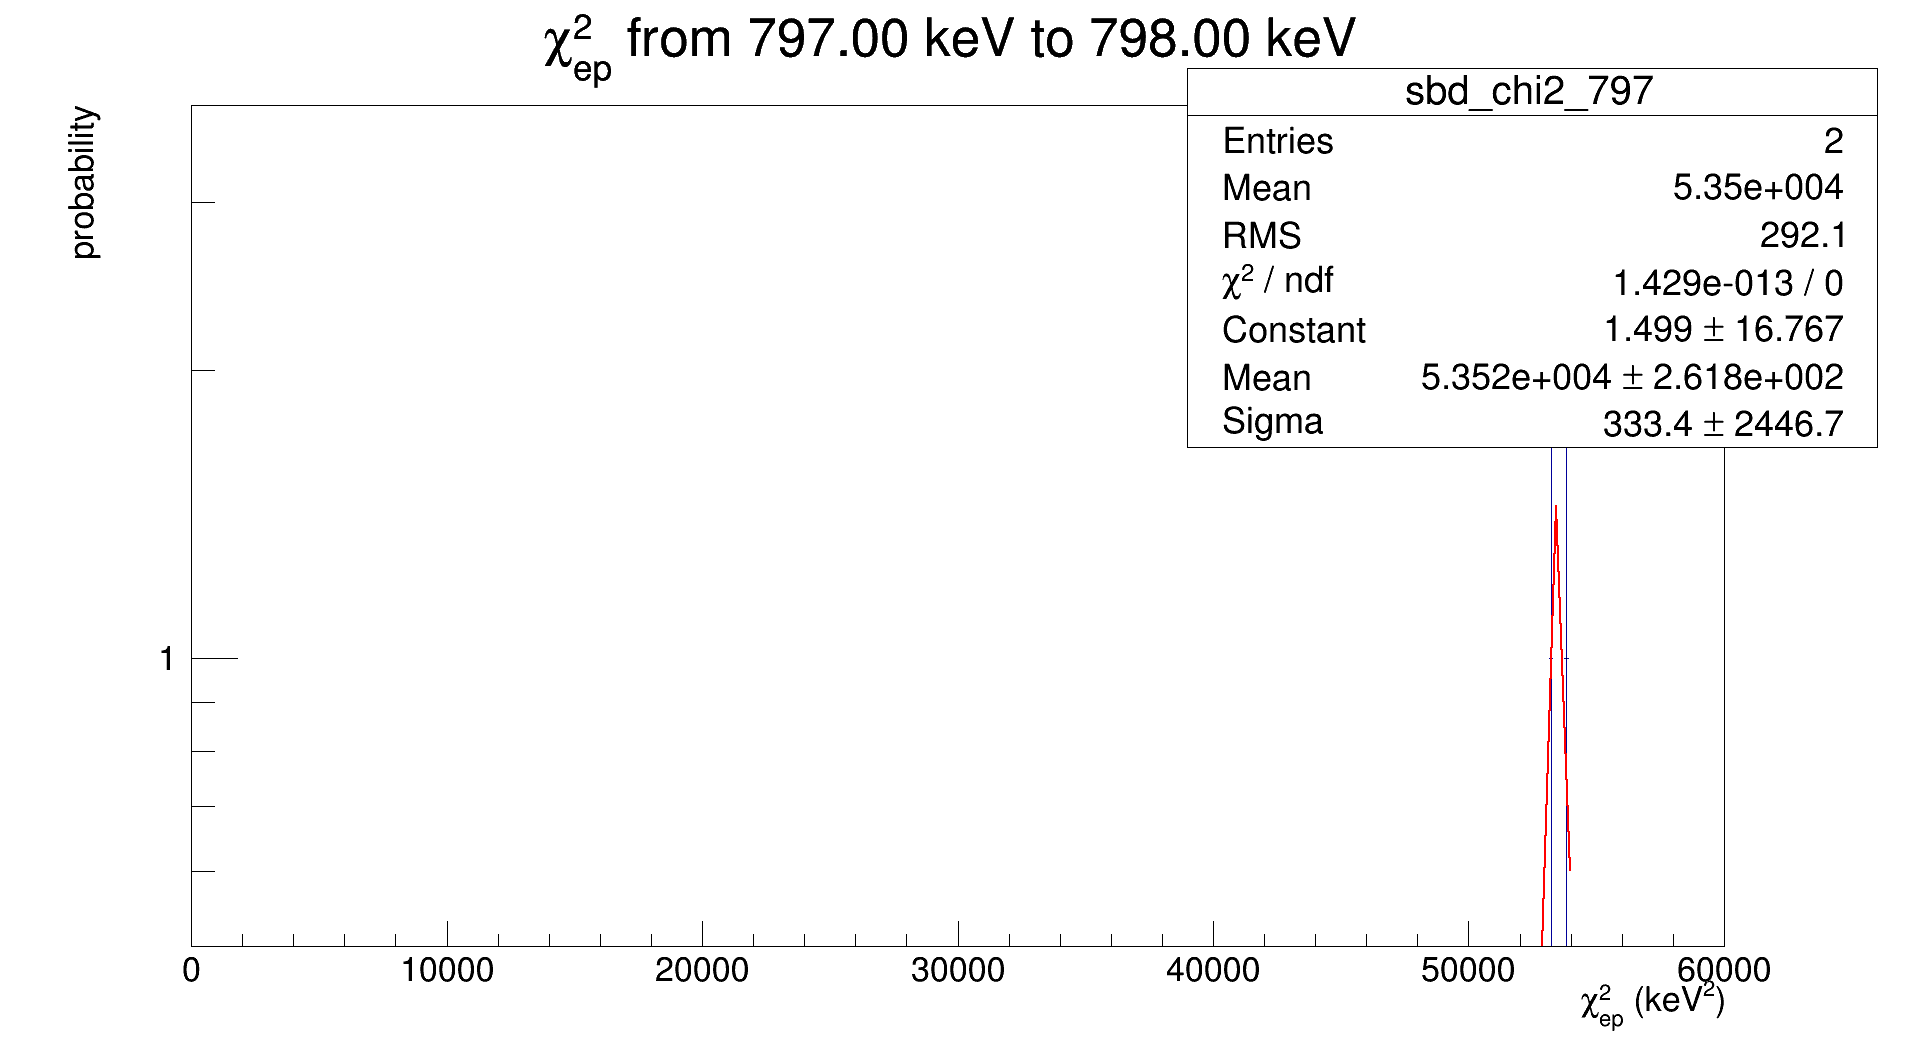 χ²ep from 797.00 keV to 798.00 keV
sbd_chi2_797
Entries 2
Mean 5.35e+004
RMS 292.1
χ² / ndf 1.429e-013 / 0
Constant 1.499 ± 16.767
Mean 5.352e+004 ± 2.618e+002
Sigma 333.4 ± 2446.7
probability
1
0 10000 20000 30000 40000 50000 60000
χ²ep (keV²)